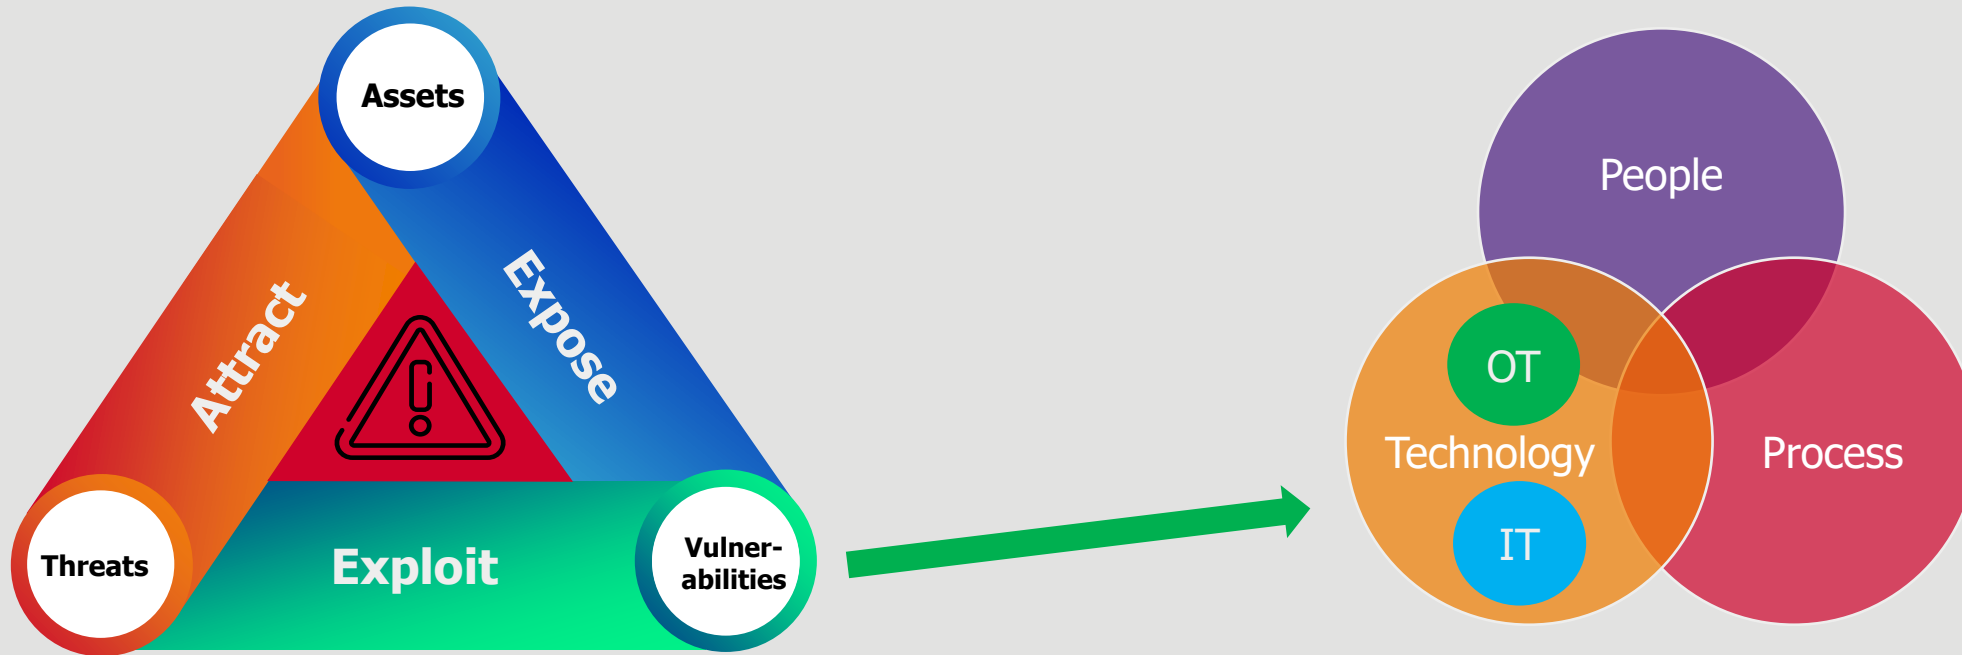 Assets
Attract
Expose
Threats
Exploit
Vulner-
abilities
People
OT
Technology
Process
IT